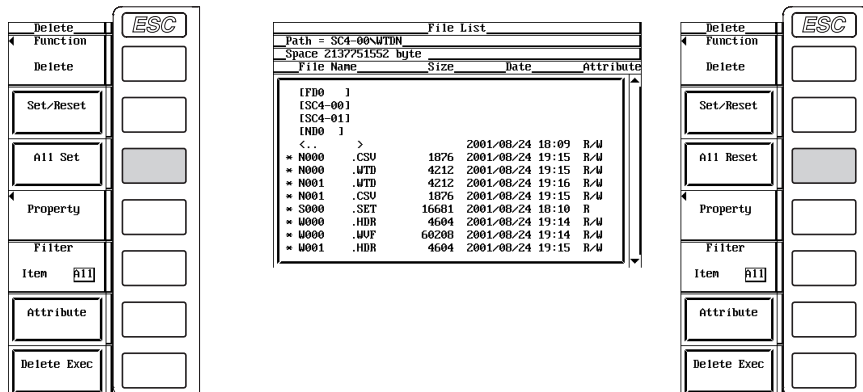 Delete
Function
Delete
Set/Reset
All Set
Property
Filter
Item All
Attribute
Delete Exec
ESC
File List
Path = SC4-00\WTDN
Space 2137751552 byte
File Name Size Date Attribute
[FD0 ]
[SC4-00]
[SC4-01]
[ND0 ]
<.. > 2001/08/24 18:09 R/W
* N000 .CSV 1876 2001/08/24 19:15 R/W
* N000 .WTD 4212 2001/08/24 19:15 R/W
* N001 .WTD 4212 2001/08/24 19:16 R/W
* N001 .CSV 1876 2001/08/24 19:15 R/W
* S000 .SET 16681 2001/08/24 18:10 R
* W000 .HDR 4604 2001/08/24 19:14 R/W
* W000 .WVF 60208 2001/08/24 19:14 R/W
* W001 .HDR 4604 2001/08/24 19:15 R/W
Delete
Function
Delete
Set/Reset
All Reset
Property
Filter
Item All
Attribute
Delete Exec
ESC